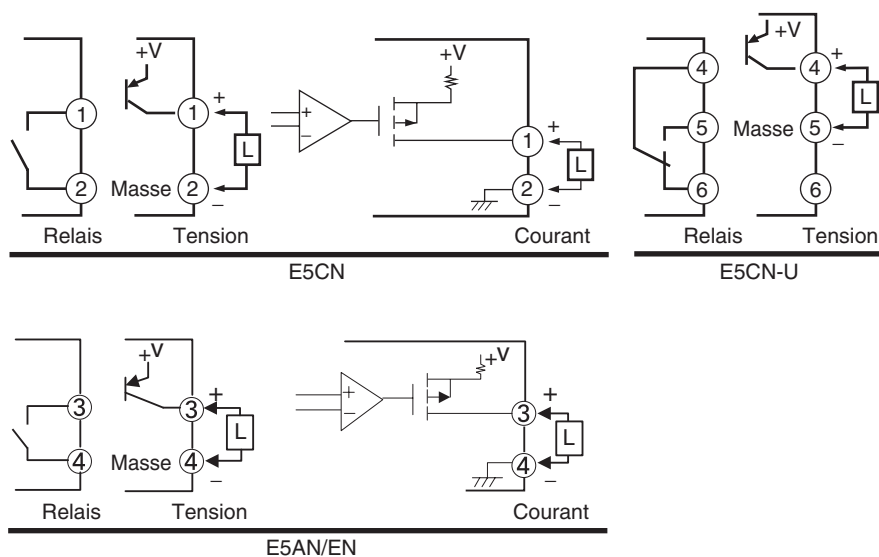 +V
1
+
L
Masse
2
−
Relais
Tension
+V
+
−
1
+
L
2
−
Courant
E5CN
+V
4
5
6
4
+
L
Masse
5
−
6
Relais
Tension
E5CN-U
+V
3
4
3
+
L
Masse
4
−
Relais
Tension
+V
+
−
3
+
L
4
−
Courant
E5AN/EN
1
2